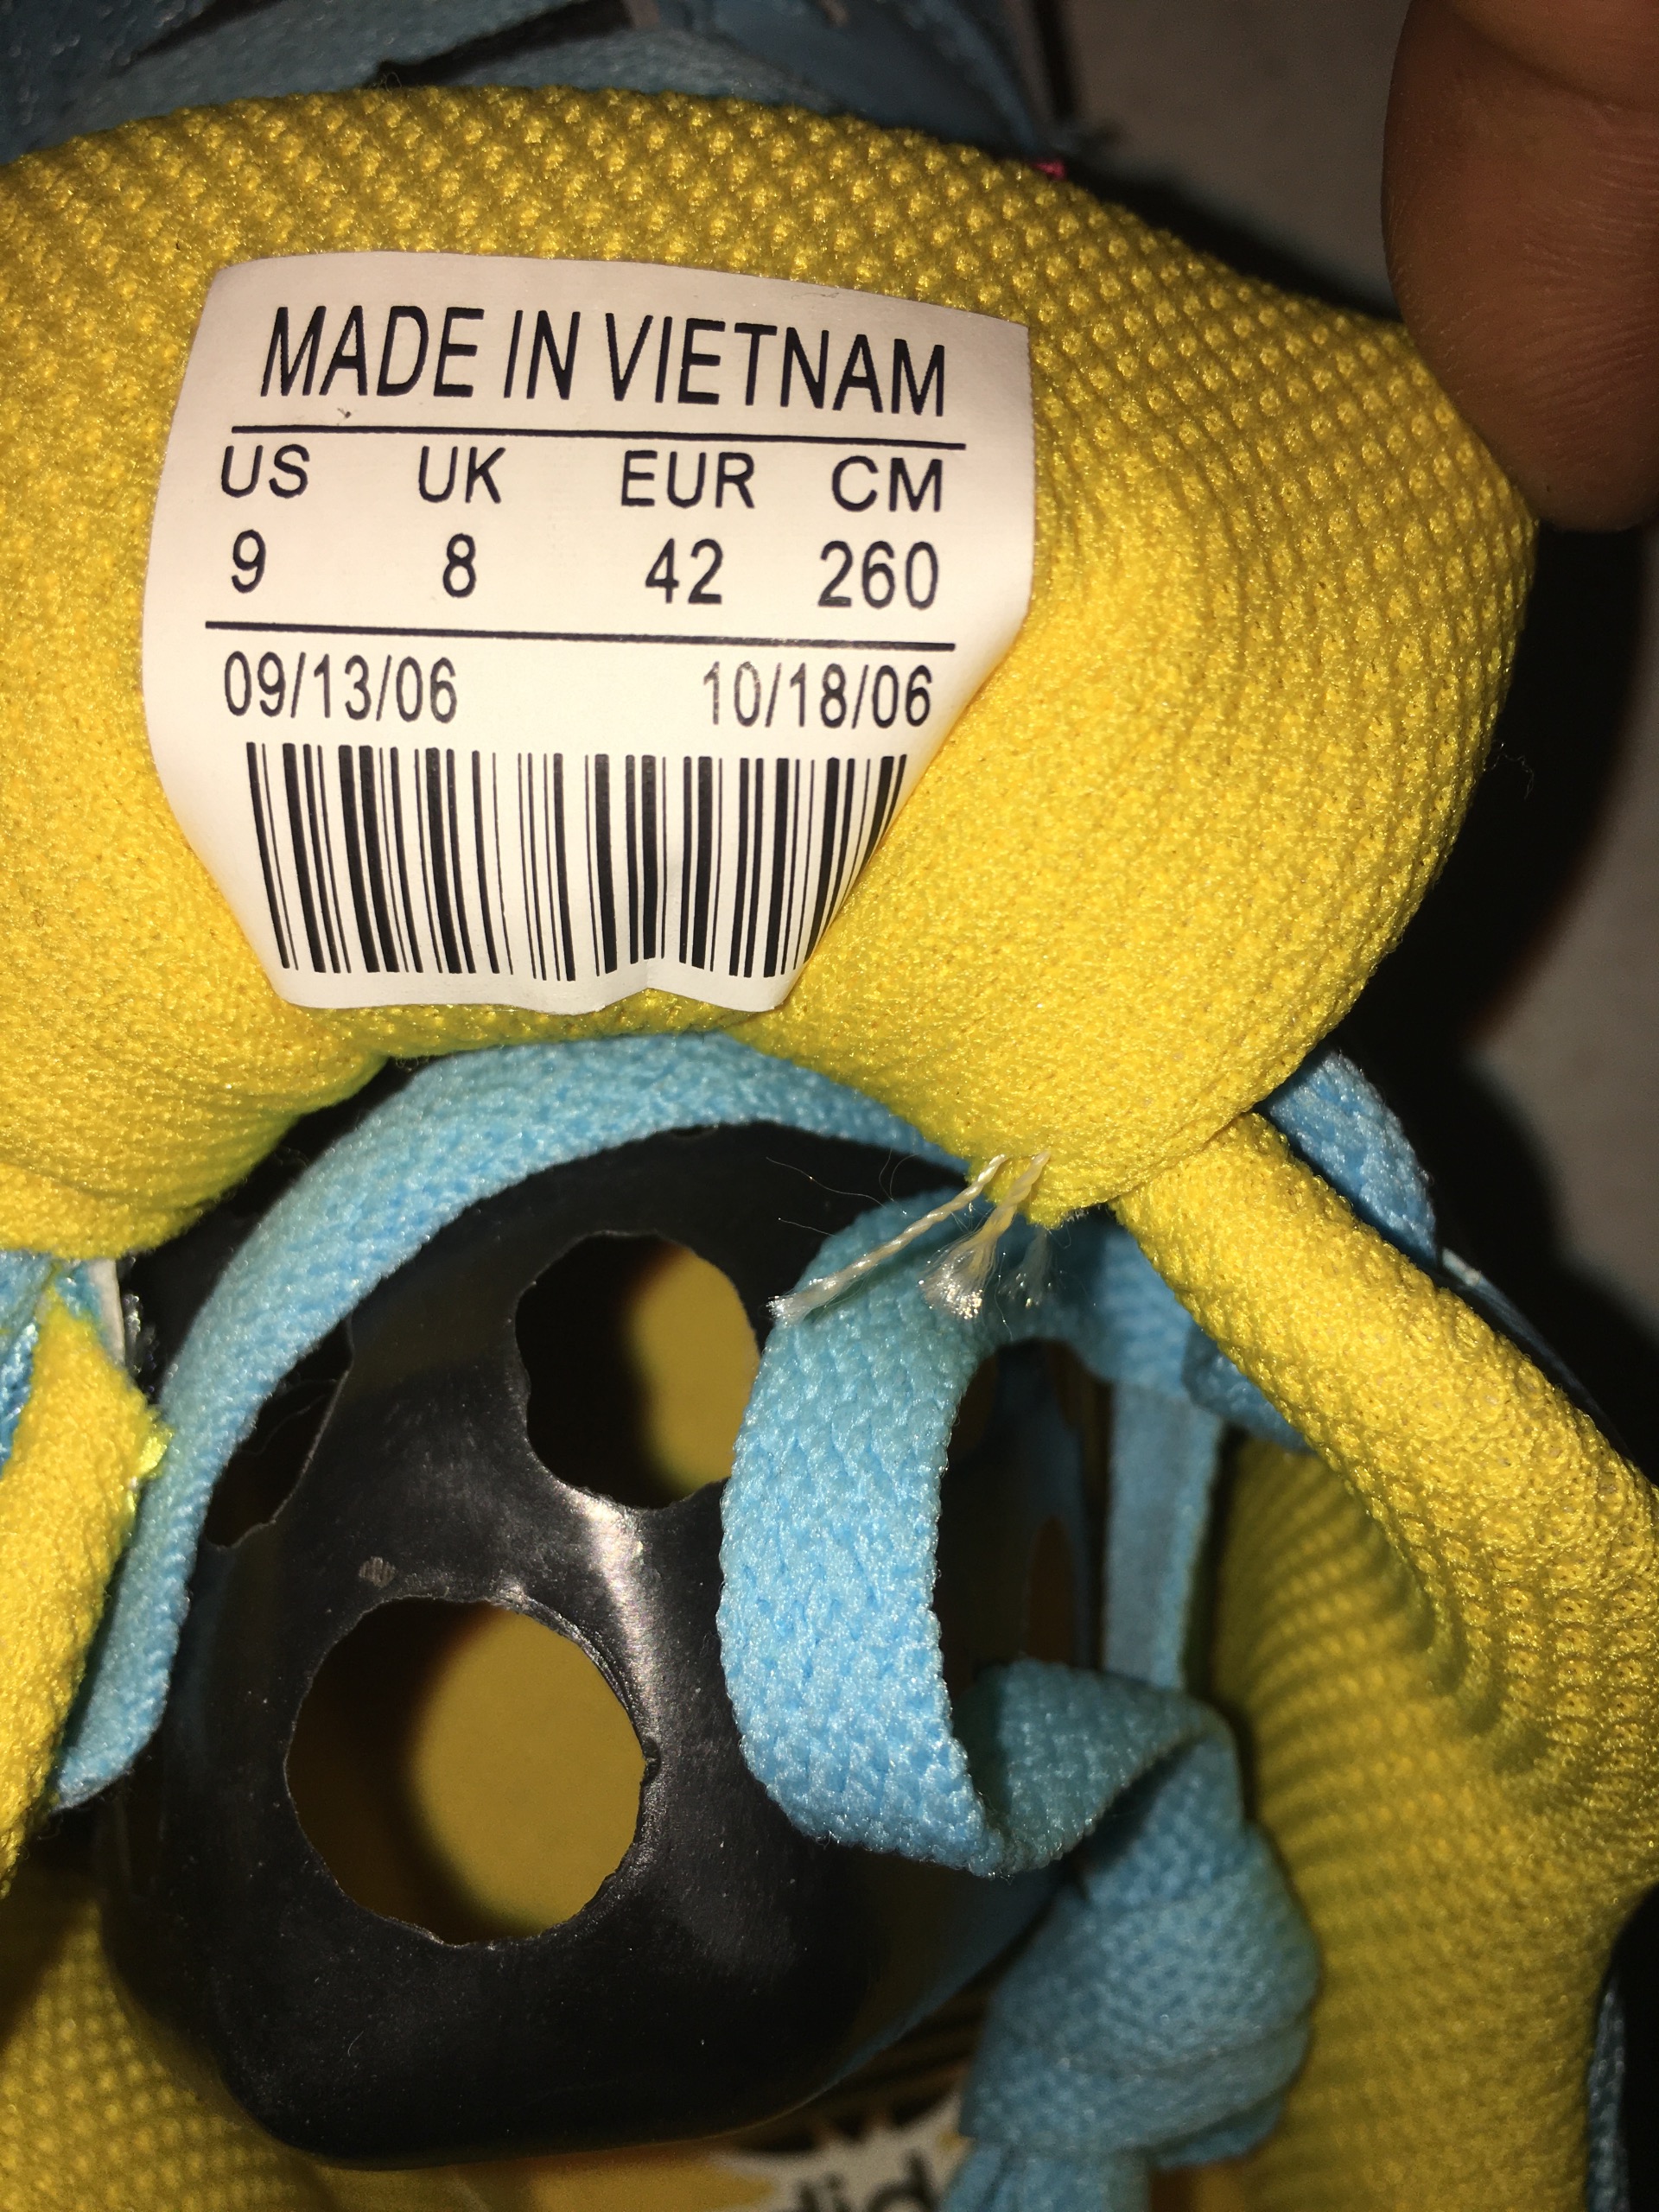 MADE IN VIETNAM
US UK EUR CM
9 8 42 260
09/13/06 10/18/06